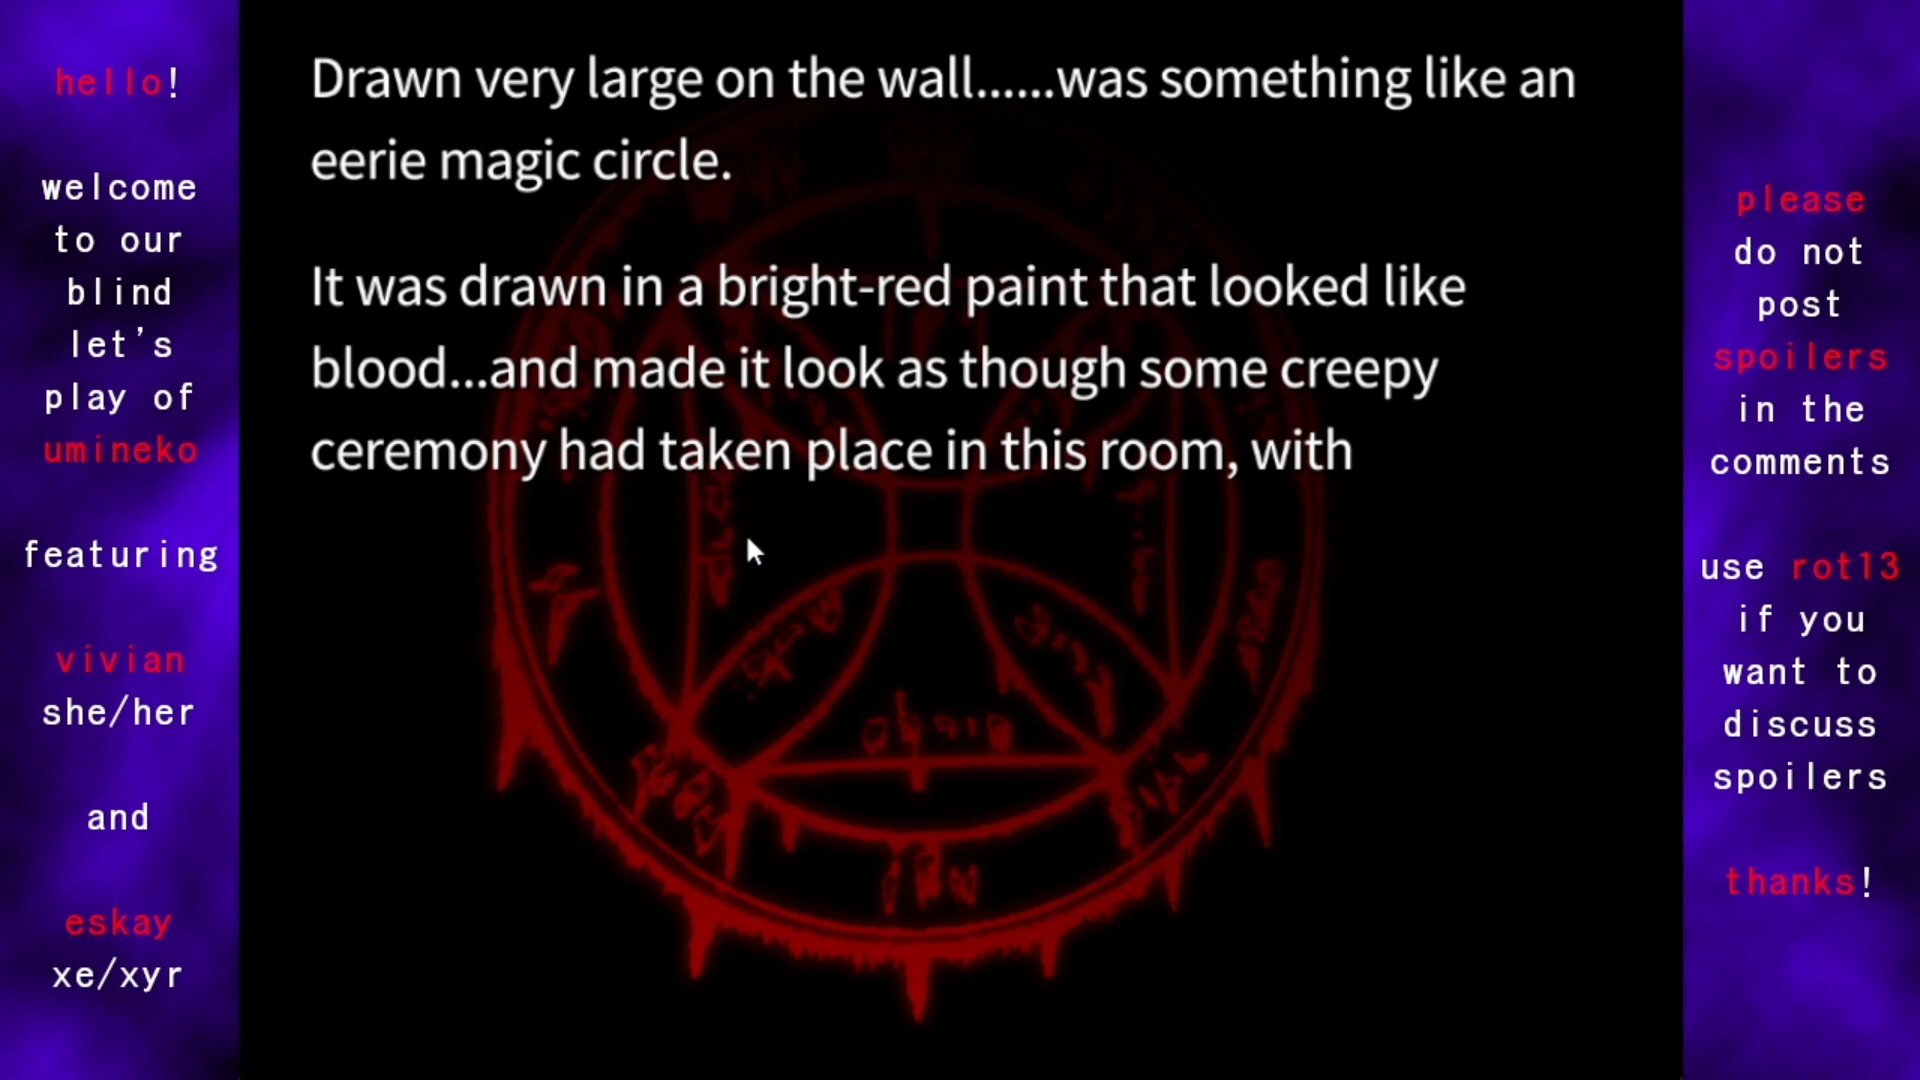 hello!
welcome
to our
blind
let's
play of
umineko
featuring
vivian
she/her
and
eskay
xe/xyr
Drawn very large on the wall......was something like an
eerie magic circle.
It was drawn in a bright-red paint that looked like
blood...and made it look as though some creepy
ceremony had taken place in this room, with
please
do not
post
spoilers
in the
comments
use rot13
if you
want to
discuss
spoilers
thanks!